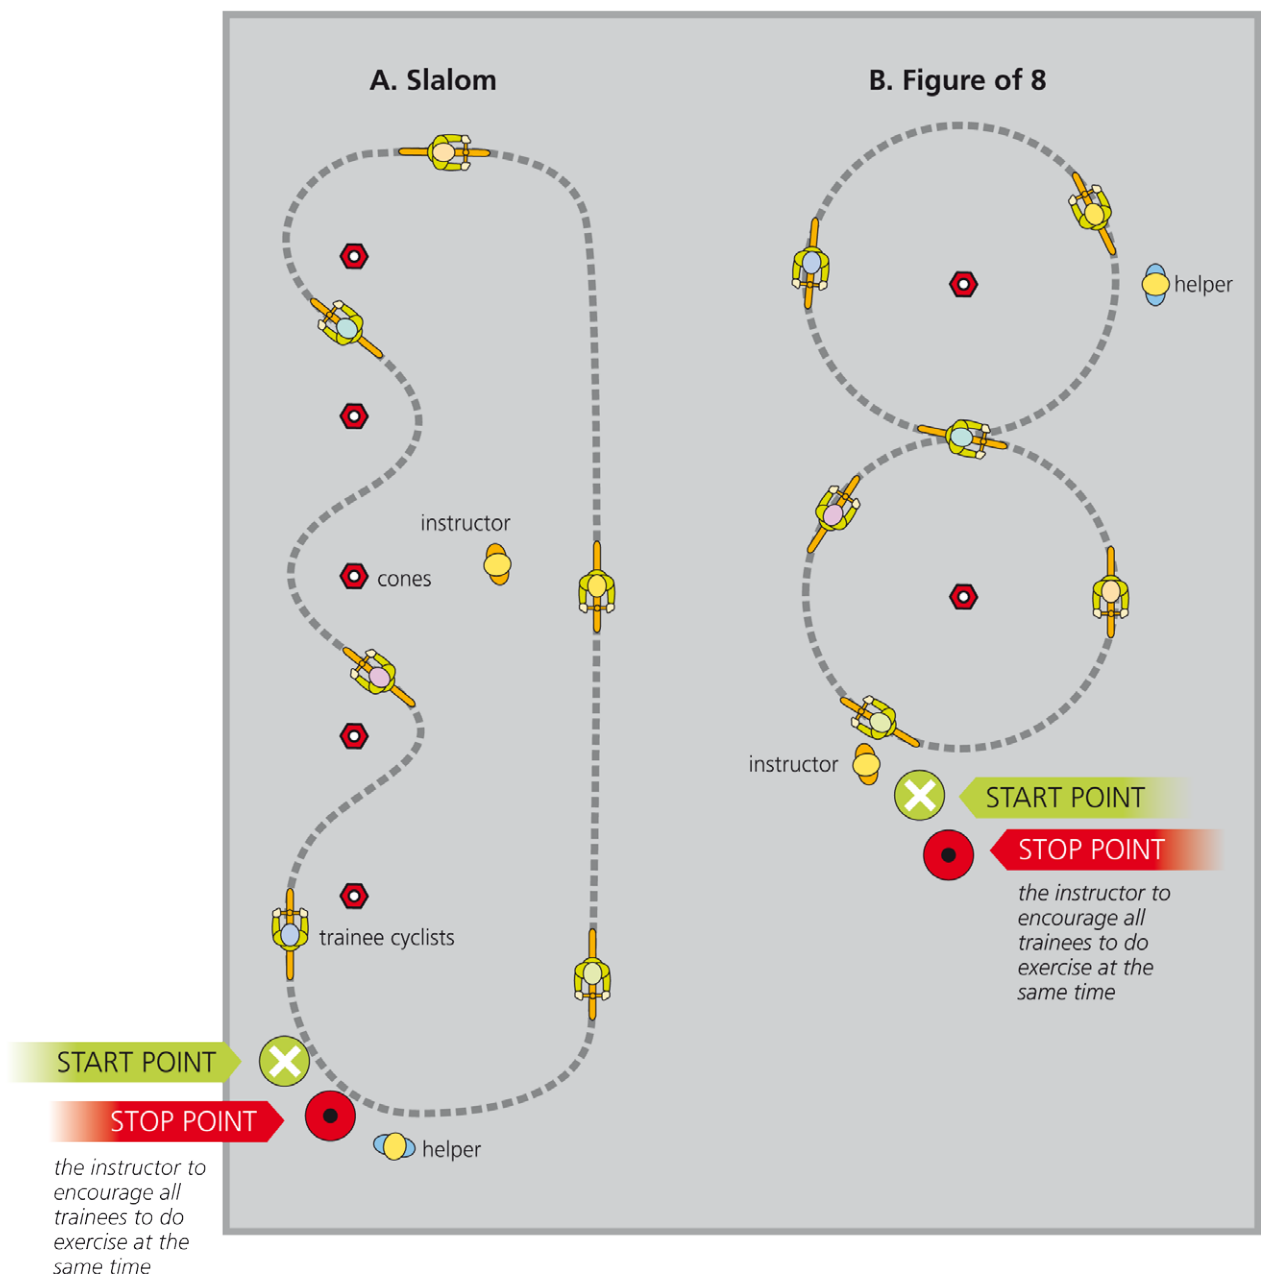 A. Slalom
B. Figure of 8
helper
instructor
cones
instructor
START POINT
STOP POINT
the instructor to
encourage all
trainees to do
exercise at the
same time
trainee cyclists
START POINT
STOP POINT
helper
the instructor to
encourage all
trainees to do
exercise at the
same time